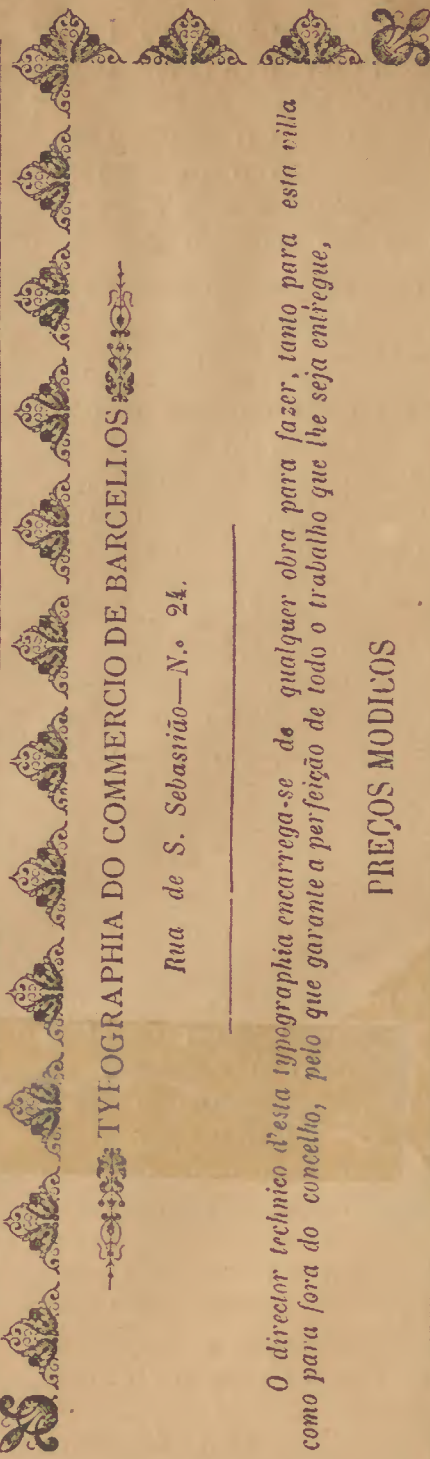 TYPOGRAPHIA DO COMMERCIO DE BARCELLOS
Rua de S. Sebastião—N.º 24.
O director technico d'esta typographia encarrega-se de qualquer obra para fazer, tanto para esta villa
como para fora do concelho, pelo que garante a perfeição de todo o trabalho que lhe seja entregue,
PREÇOS MODICOS